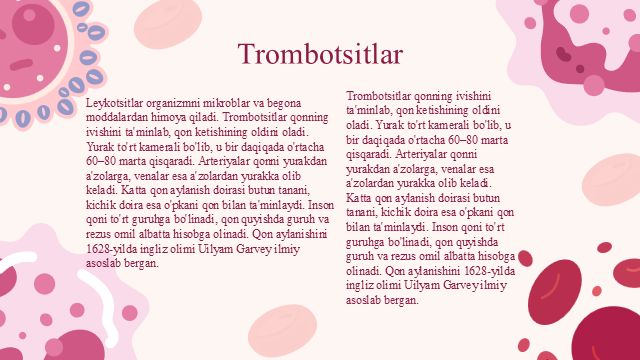 Trombotsitlar
Leykotsitlar organizmni mikroblar va begona
moddalardan himoya qiladi. Trombotsitlar qonning
ivishini ta'minlab, qon ketishining oldini oladi.
Yurak to'rt kamerali bo'lib, u bir daqiqada o'rtacha
60–80 marta qisqaradi. Arteriyalar qonni yurakdan
a'zolarga, venalar esa a'zolardan yurakka olib
keladi. Katta qon aylanish doirasi butun tanani,
kichik doira esa o'pkani qon bilan ta'minlaydi. Inson
qoni to'rt guruhga bo'linadi, qon quyishda guruh va
rezus omil albatta hisobga olinadi. Qon aylanishini
1628-yilda ingliz olimi Uilyam Garvey ilmiy
asoslab bergan.
Trombotsitlar qonning ivishini
ta'minlab, qon ketishining oldini
oladi. Yurak to'rt kamerali bo'lib, u
bir daqiqada o'rtacha 60–80 marta
qisqaradi. Arteriyalar qonni
yurakdan a'zolarga, venalar esa
a'zolardan yurakka olib keladi.
Katta qon aylanish doirasi butun
tanani, kichik doira esa o'pkani qon
bilan ta'minlaydi. Inson qoni to'rt
guruhga bo'linadi, qon quyishda
guruh va rezus omil albatta hisobga
olinadi. Qon aylanishini 1628-yilda
ingliz olimi Uilyam Garvey ilmiy
asoslab bergan.